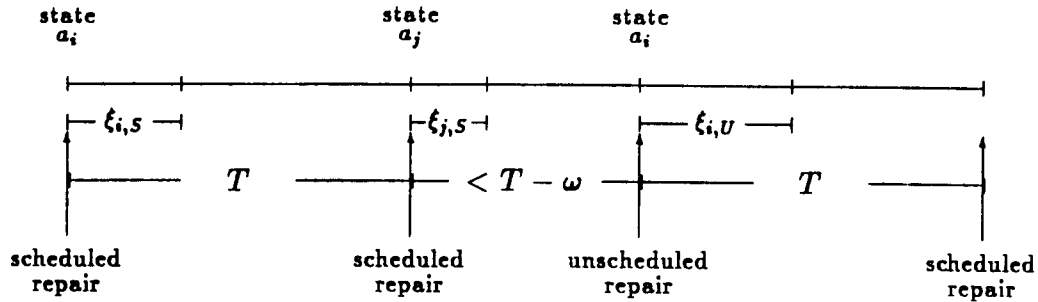 state
state
state
a_i
a_j
a_i
ξ_{i,S}
ξ_{j,S}
ξ_{i,U}
T
< T − ω
T
scheduled
scheduled
unscheduled
scheduled
repair
repair
repair
repair